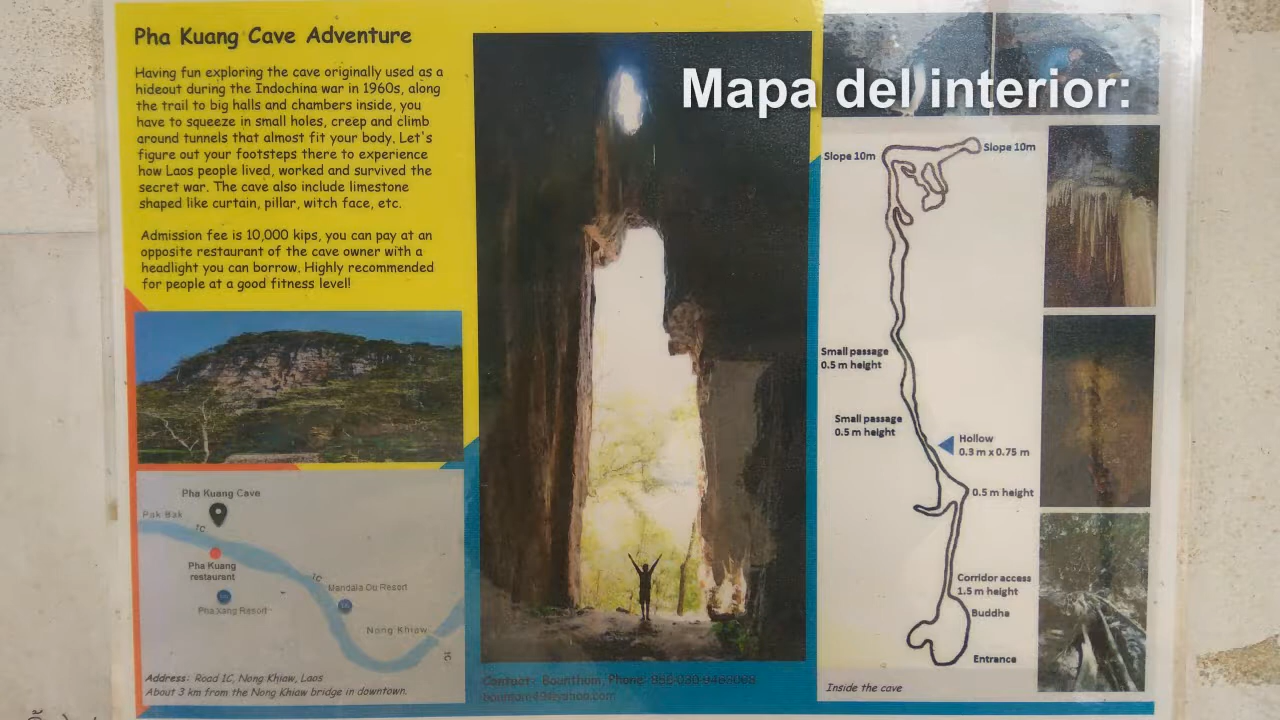 Pha Kuang Cave Adventure
Having fun exploring the cave originally used as a
hideout during the Indochina war in 1960s, along
the trail to big halls and chambers inside, you
have to squeeze in small holes, creep and climb
around tunnels that almost fit your body. Let's
figure out your footsteps there to experience
how Laos people lived, worked and survived the
secret war. The cave also include limestone
shaped like curtain, pillar, witch face, etc.
Admission fee is 10,000 kips, you can pay at an
opposite restaurant of the cave owner with a
headlight you can borrow. Highly recommended
for people at a good fitness level!
Pha Kuang Cave
Pak Bak
1C
Pha Kuang
restaurant
Pha Xang Resort
1C
Mandala Ou Resort
Nong Khiaw
1C
Address: Road 1C, Nong Khiaw, Laos
About 3 km from the Nong Khiaw bridge in downtown.
Contact: Bounthum, Phone:
Mapa del interior:
Slope 10m
Slope 10m
Small passage
0.5 m height
Small passage
0.5 m height
Hollow
0.3 m x 0.75 m
0.5 m height
Corridor access
1.5 m height
Buddha
Entrance
Inside the cave